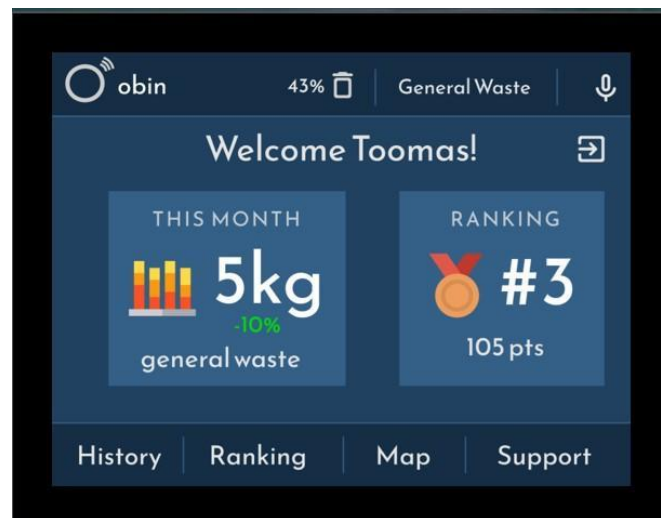 obin 43% General Waste
Welcome Toomas!
THIS MONTH
5kg
-10%
general waste
RANKING
#3
105 pts
History Ranking Map Support